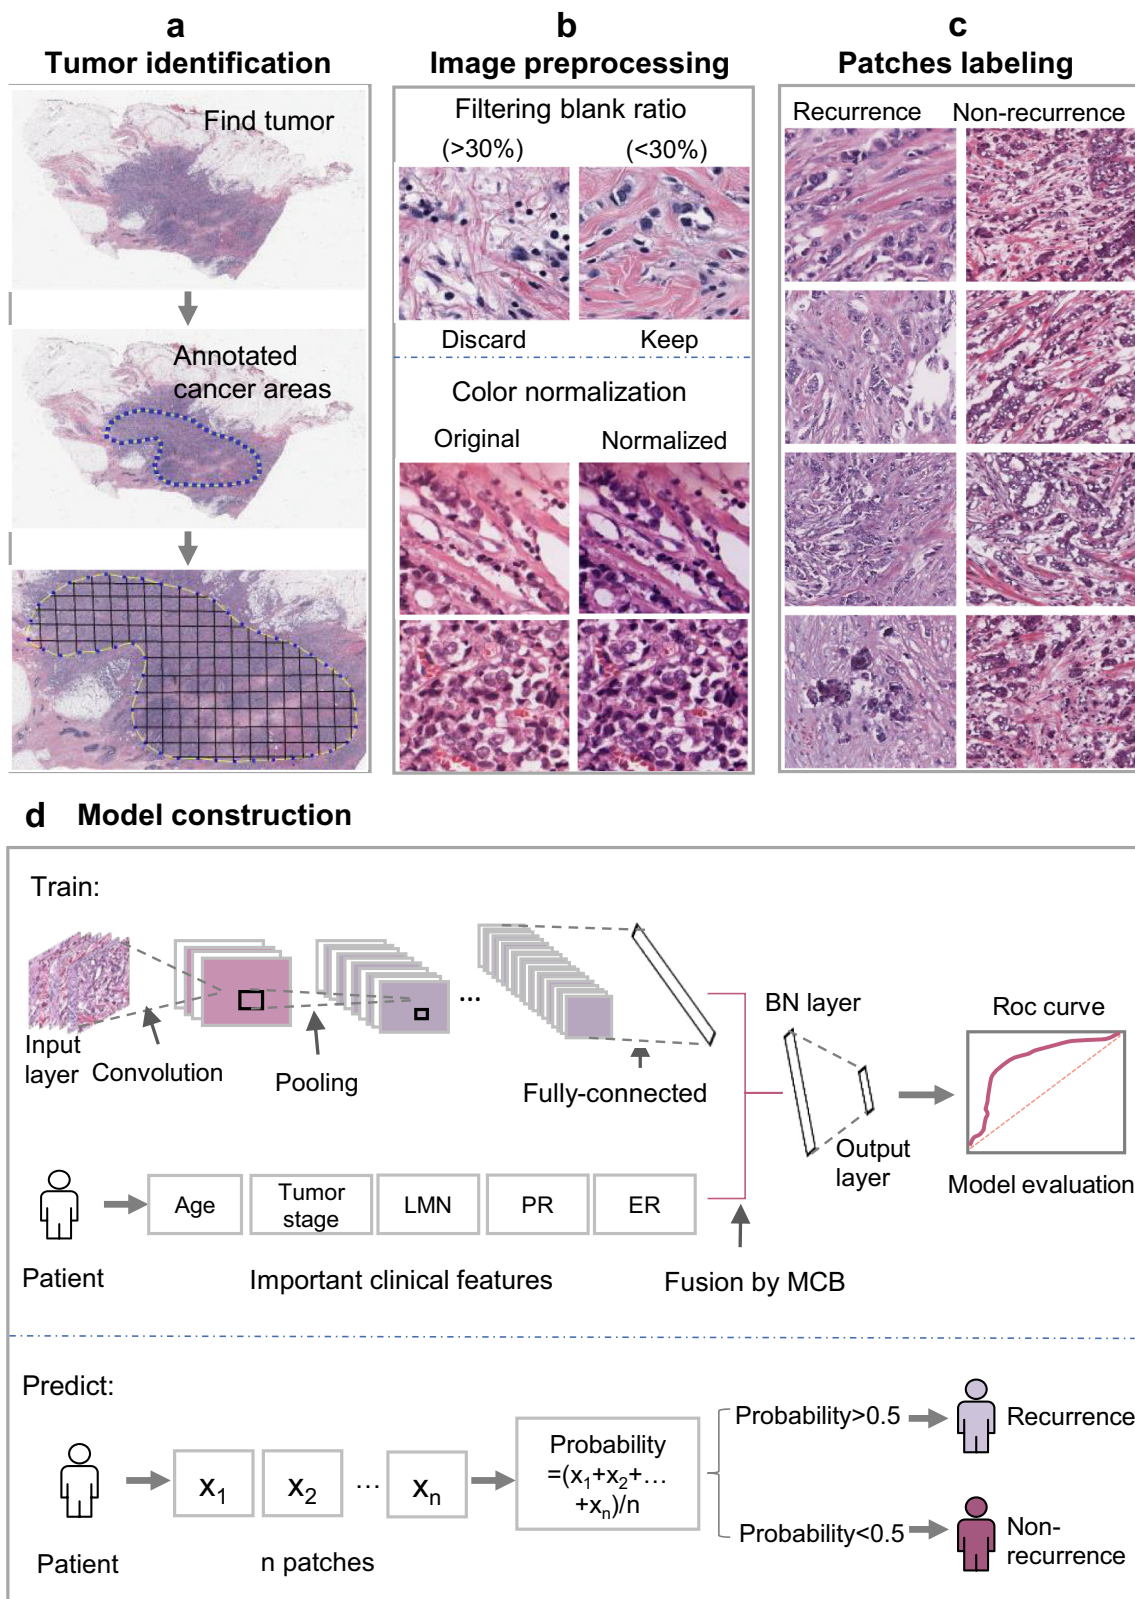 a
Tumor identification
Find tumor
Annotated
cancer areas
b
Image preprocessing
Filtering blank ratio
(>30%) (<30%)
Discard Keep
Color normalization
Original Normalized
c
Patches labeling
Recurrence Non-recurrence
d Model construction
Train:
Input
layer
Convolution
Pooling
...
Fully-connected
BN layer
Output
layer
Roc curve
Model evaluation
Patient
Age
Tumor
stage
LMN
PR
ER
Important clinical features
Fusion by MCB
Predict:
Patient
x₁ x₂ ... xₙ
n patches
Probability
=(x₁+x₂+...
+xₙ)/n
Probability>0.5
Recurrence
Probability<0.5
Non-
recurrence